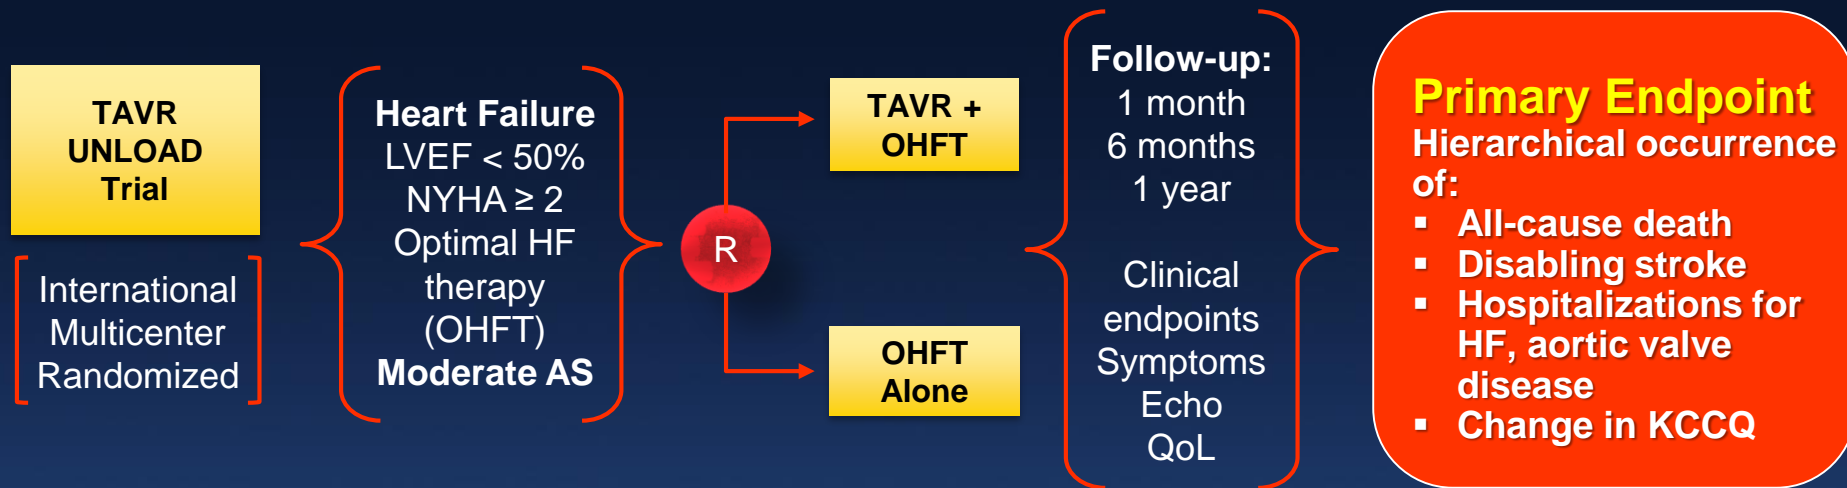 TAVR
UNLOAD
Trial
International
Multicenter
Randomized
Heart Failure
LVEF < 50%
NYHA ≥ 2
Optimal HF
therapy
(OHFT)
Moderate AS
R
TAVR +
OHFT
OHFT
Alone
Follow-up:
1 month
6 months
1 year
Clinical
endpoints
Symptoms
Echo
QoL
Primary Endpoint
Hierarchical occurrence
of:
▪ All-cause death
▪ Disabling stroke
▪ Hospitalizations for
HF, aortic valve
disease
▪ Change in KCCQ